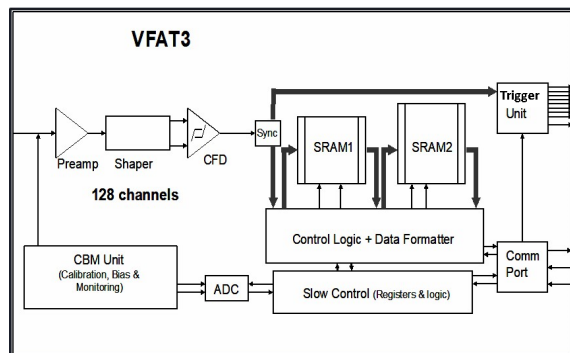 VFAT3
Trigger
Unit
Sync
SRAM1
SRAM2
Preamp
Shaper
CFD
128 channels
Control Logic + Data Formatter
CBM Unit
(Calibration, Bias &
Monitoring)
ADC
Slow Control (Registers & logic)
Comm
Port